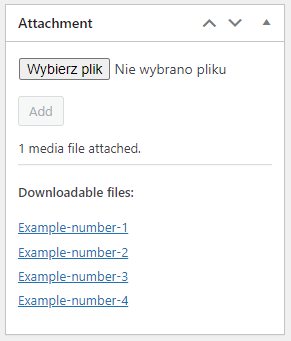 Attachment
Wybierz plik Nie wybrano pliku
Add
1 media file attached.
Downloadable files:
Example-number-1
Example-number-2
Example-number-3
Example-number-4